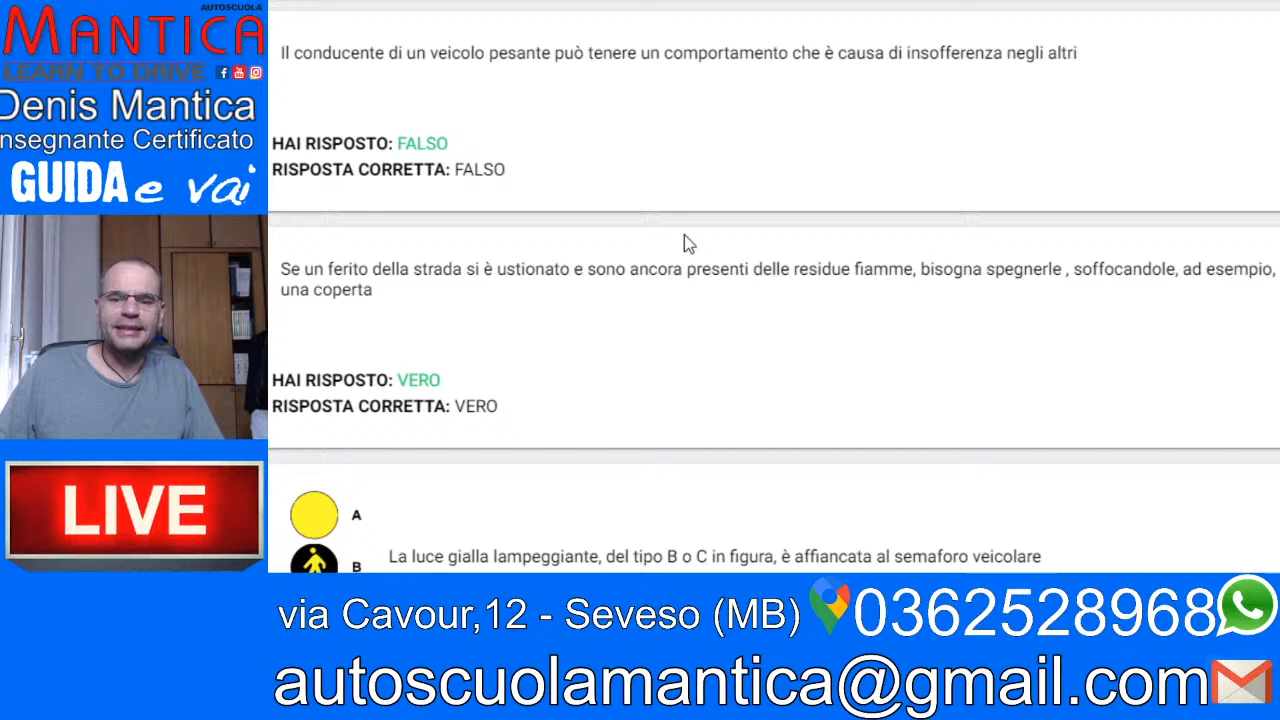 AUTOSCUOLA
MANTICA
LEARN TO DRIVE
Denis Mantica
nsegnante Certificato
GUIDA e vai
LIVE
Il conducente di un veicolo pesante può tenere un comportamento che è causa di insofferenza negli altri
HAI RISPOSTO: FALSO
RISPOSTA CORRETTA: FALSO
Se un ferito della strada si è ustionato e sono ancora presenti delle residue fiamme, bisogna spegnerle , soffocandole, ad esempio,
una coperta
HAI RISPOSTO: VERO
RISPOSTA CORRETTA: VERO
A
B
La luce gialla lampeggiante, del tipo B o C in figura, è affiancata al semaforo veicolare
via Cavour,12 - Seveso (MB) 0362528968
autoscuolamantica@gmail.com